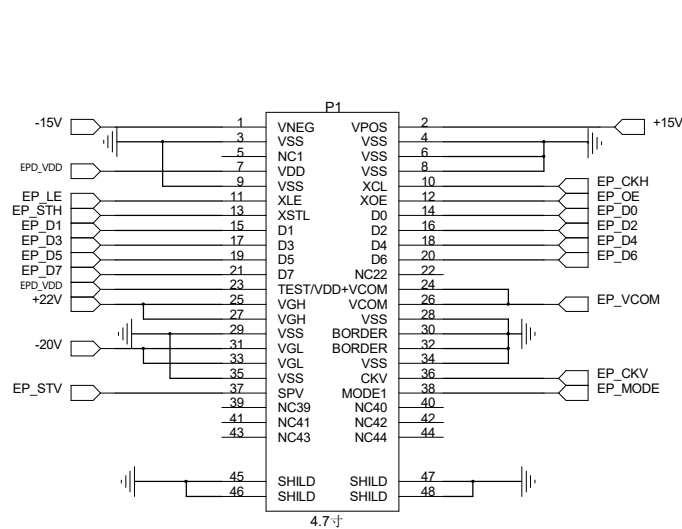 P1
-15V 1 VNEG VPOS 2 +15V
3 VSS VSS 4
5 NC1 VSS 6
EPD_VDD 7 VDD VSS 8
9 VSS XCL 10 EP_CKH
EP_LE 11 XLE XOE 12 EP_OE
EP_STH 13 XSTL D0 14 EP_D0
EP_D1 15 D1 D2 16 EP_D2
EP_D3 17 D3 D4 18 EP_D4
EP_D5 19 D5 D6 20 EP_D6
EP_D7 21 D7 NC22 22
EPD_VDD 23 TEST/VDD+VCOM 24
+22V 25 VGH VCOM 26 EP_VCOM
27 VGH VSS 28
29 VSS BORDER 30
-20V 31 VGL BORDER 32
33 VGL VSS 34
35 VSS CKV 36 EP_CKV
EP_STV 37 SPV MODE1 38 EP_MODE
39 NC39 NC40 40
41 NC41 NC42 42
43 NC43 NC44 44
45 SHILD SHILD 47
46 SHILD SHILD 48
4.7寸